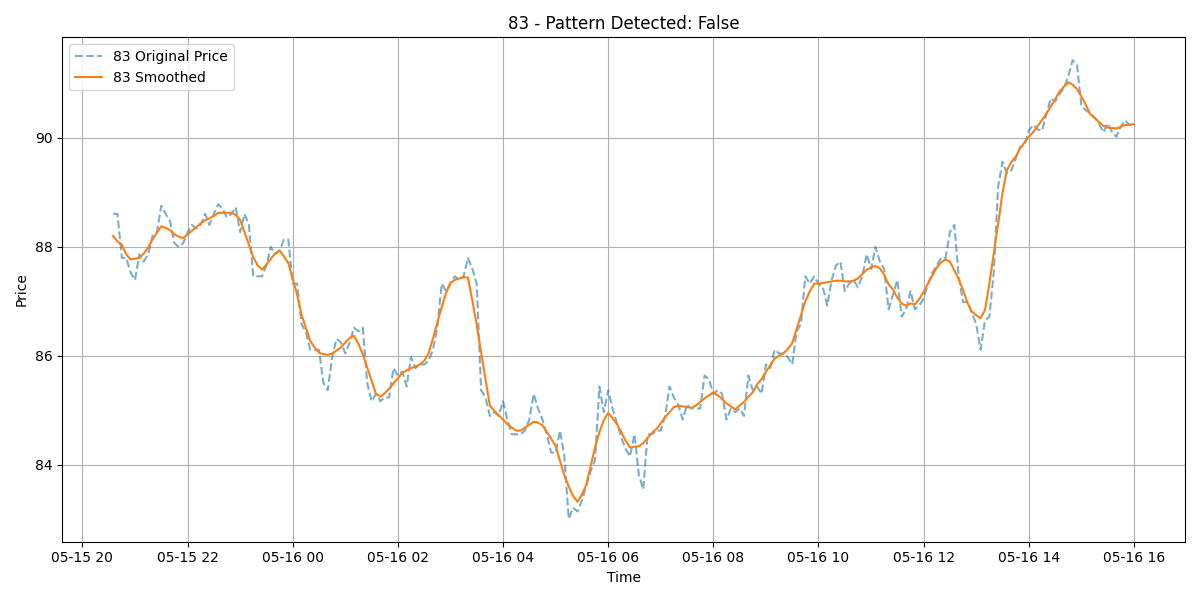 83 - Pattern Detected: False
83 Original Price
83 Smoothed
Price
90
88
86
84
05-15 20 05-15 22 05-16 00 05-16 02 05-16 04 05-16 06 05-16 08 05-16 10 05-16 12 05-16 14 05-16 16
Time